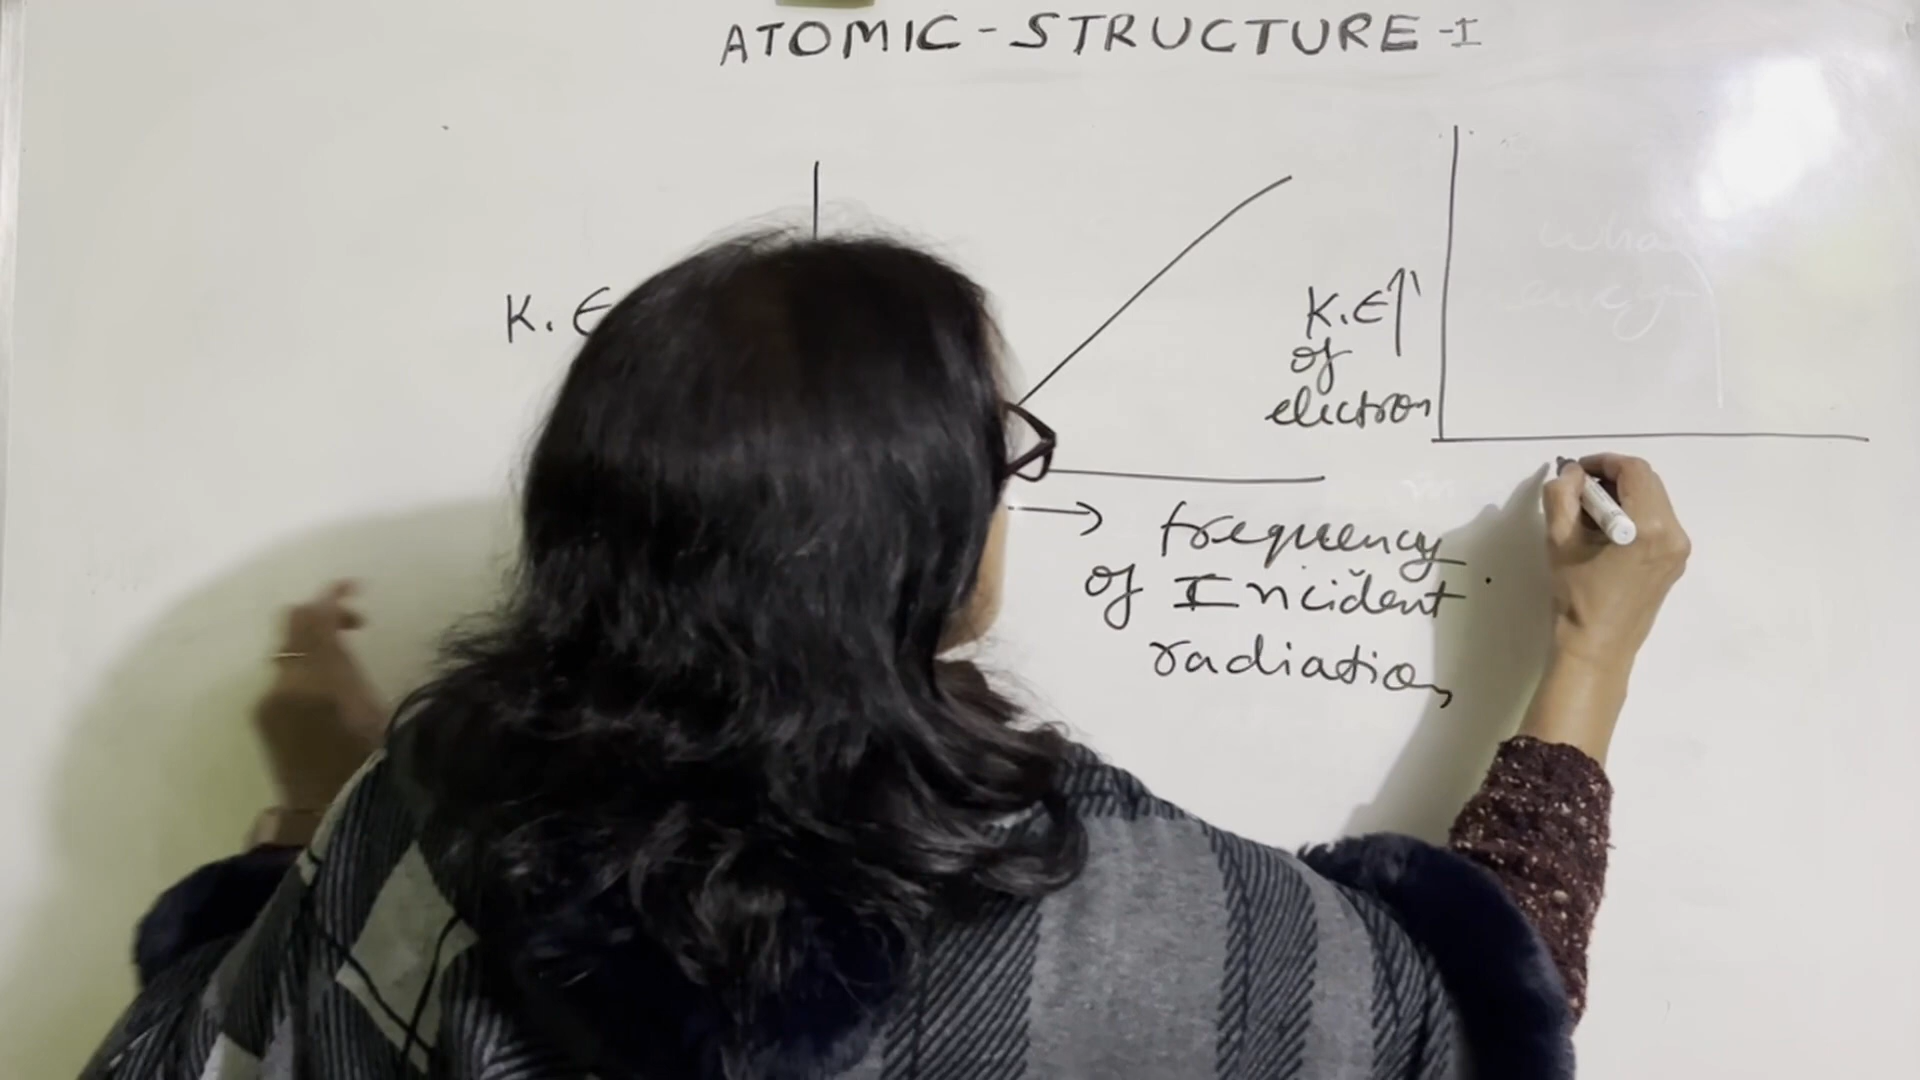 ATOMIC-STRUCTURE-I
K.E
frequency
of Incident
radiation
K.E
of
electron